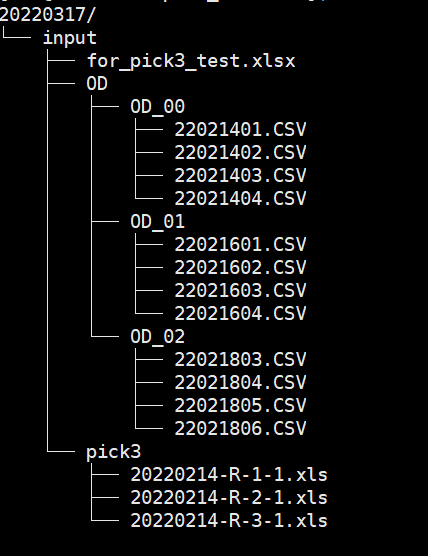 20220317/
└── input
    ├── for_pick3_test.xlsx
    ├── OD
    │   ├── OD_00
    │   │   ├── 22021401.CSV
    │   │   ├── 22021402.CSV
    │   │   ├── 22021403.CSV
    │   │   └── 22021404.CSV
    │   ├── OD_01
    │   │   ├── 22021601.CSV
    │   │   ├── 22021602.CSV
    │   │   ├── 22021603.CSV
    │   │   └── 22021604.CSV
    │   └── OD_02
    │       ├── 22021803.CSV
    │       ├── 22021804.CSV
    │       ├── 22021805.CSV
    │       └── 22021806.CSV
    └── pick3
        ├── 20220214-R-1-1.xls
        ├── 20220214-R-2-1.xls
        └── 20220214-R-3-1.xls